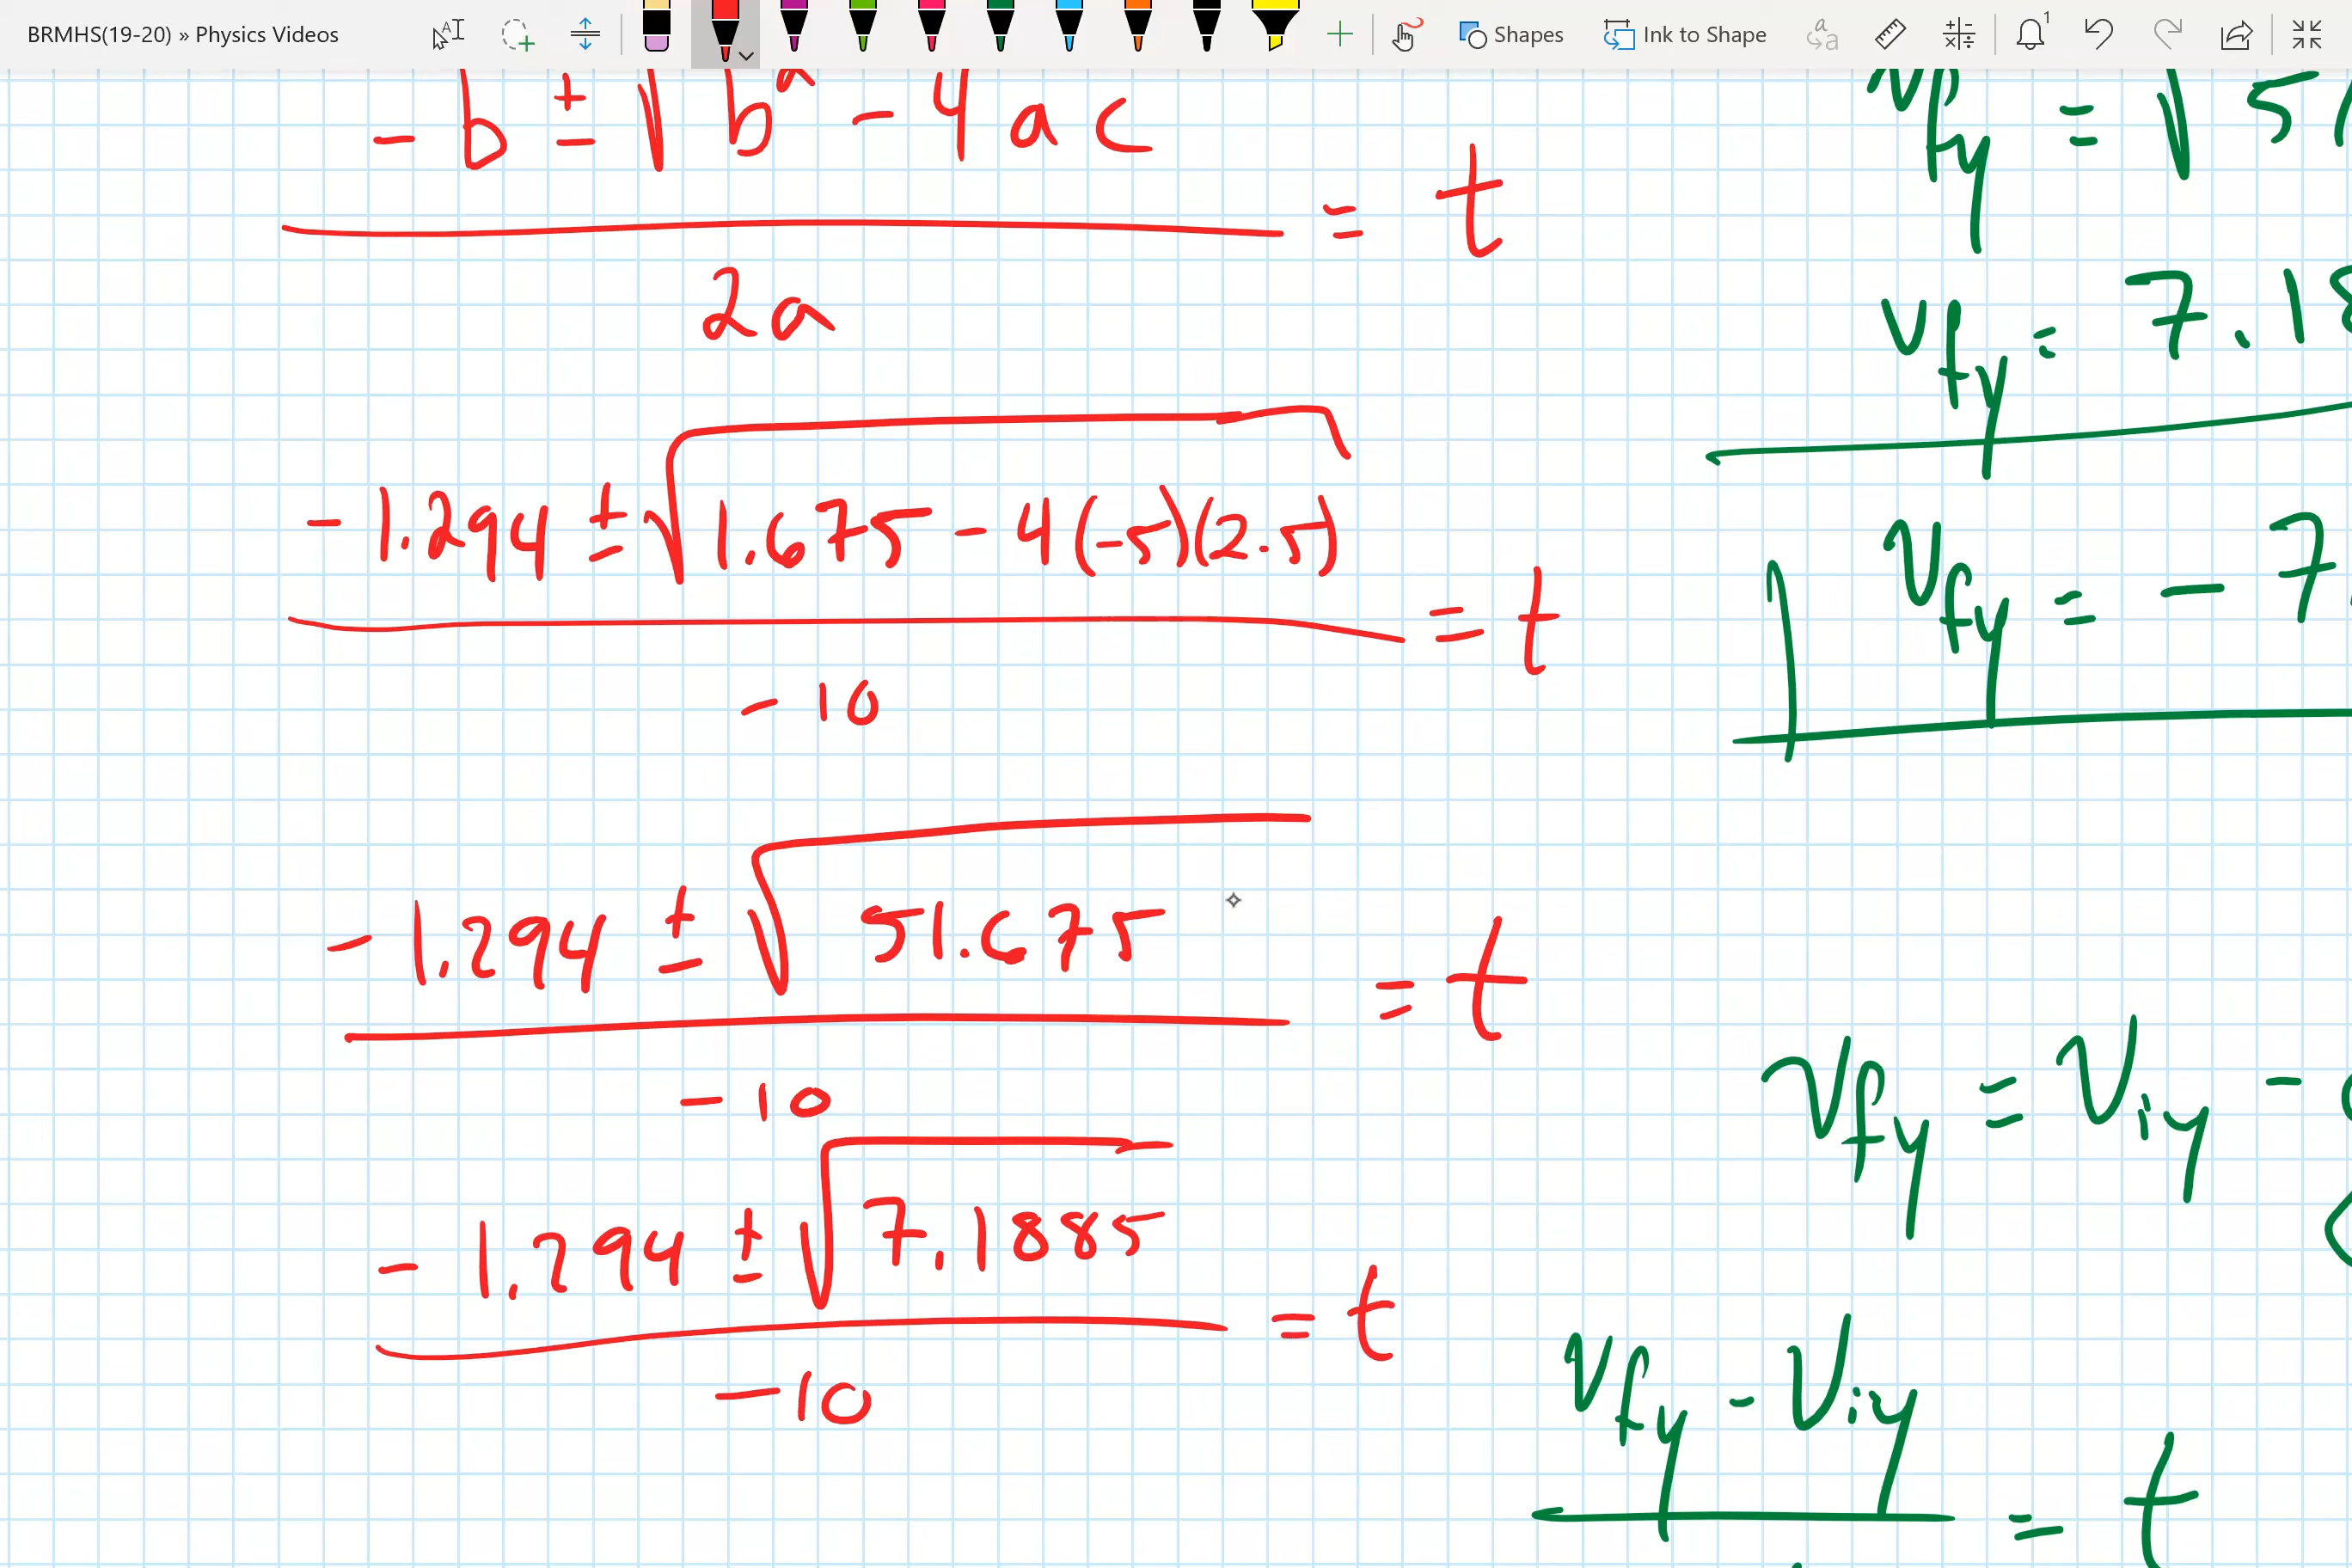 BRMHS(19-20) » Physics Videos
Shapes
Ink to Shape
1
-b ± √b² - 4ac
= t
2a
-1.294 ± √1.675 - 4(-5)(2.5)
= t
-10
-1.294 ± √51.675
= t
-10
-1.294 ± √7.1885
= t
-10
Vfy = √5
Vfy = 7.18
Vfy = -7
Vfy = Viy -
Vfy - Viy
= t